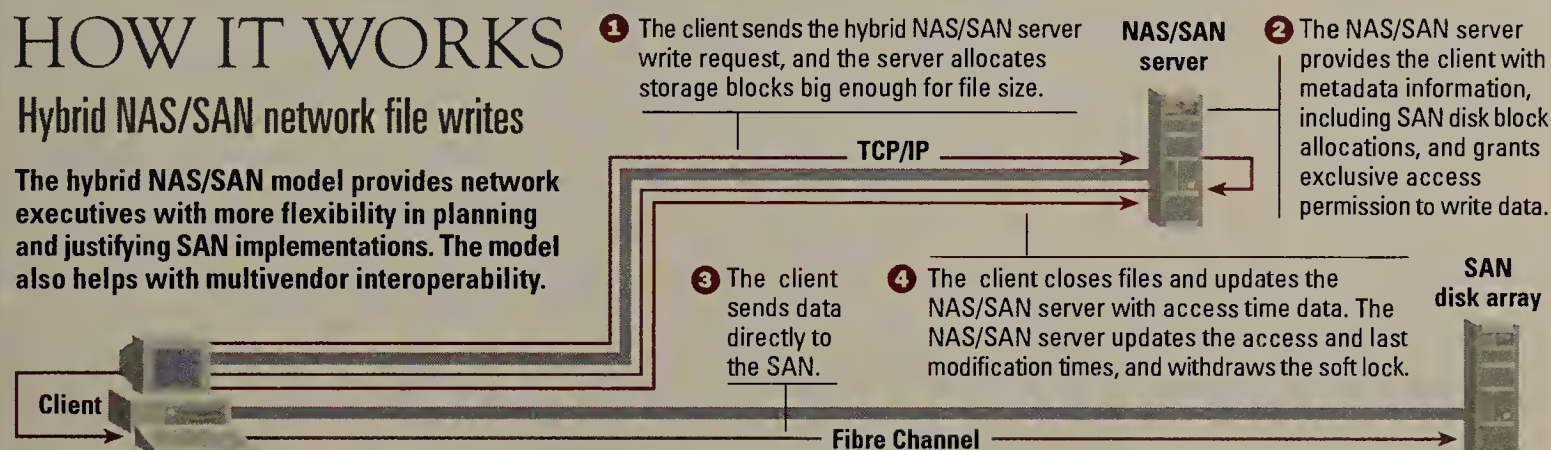 HOW IT WORKS
Hybrid NAS/SAN network file writes
The hybrid NAS/SAN model provides network
executives with more flexibility in planning
and justifying SAN implementations. The model
also helps with multivendor interoperability.
1 The client sends the hybrid NAS/SAN server
write request, and the server allocates
storage blocks big enough for file size.
NAS/SAN
server
2 The NAS/SAN server
provides the client with
metadata information,
including SAN disk block
allocations, and grants
exclusive access
permission to write data.
TCP/IP
3 The client
sends data
directly to
the SAN.
4 The client closes files and updates the
NAS/SAN server with access time data. The
NAS/SAN server updates the access and last
modification times, and withdraws the soft lock.
SAN
disk array
Client
Fibre Channel